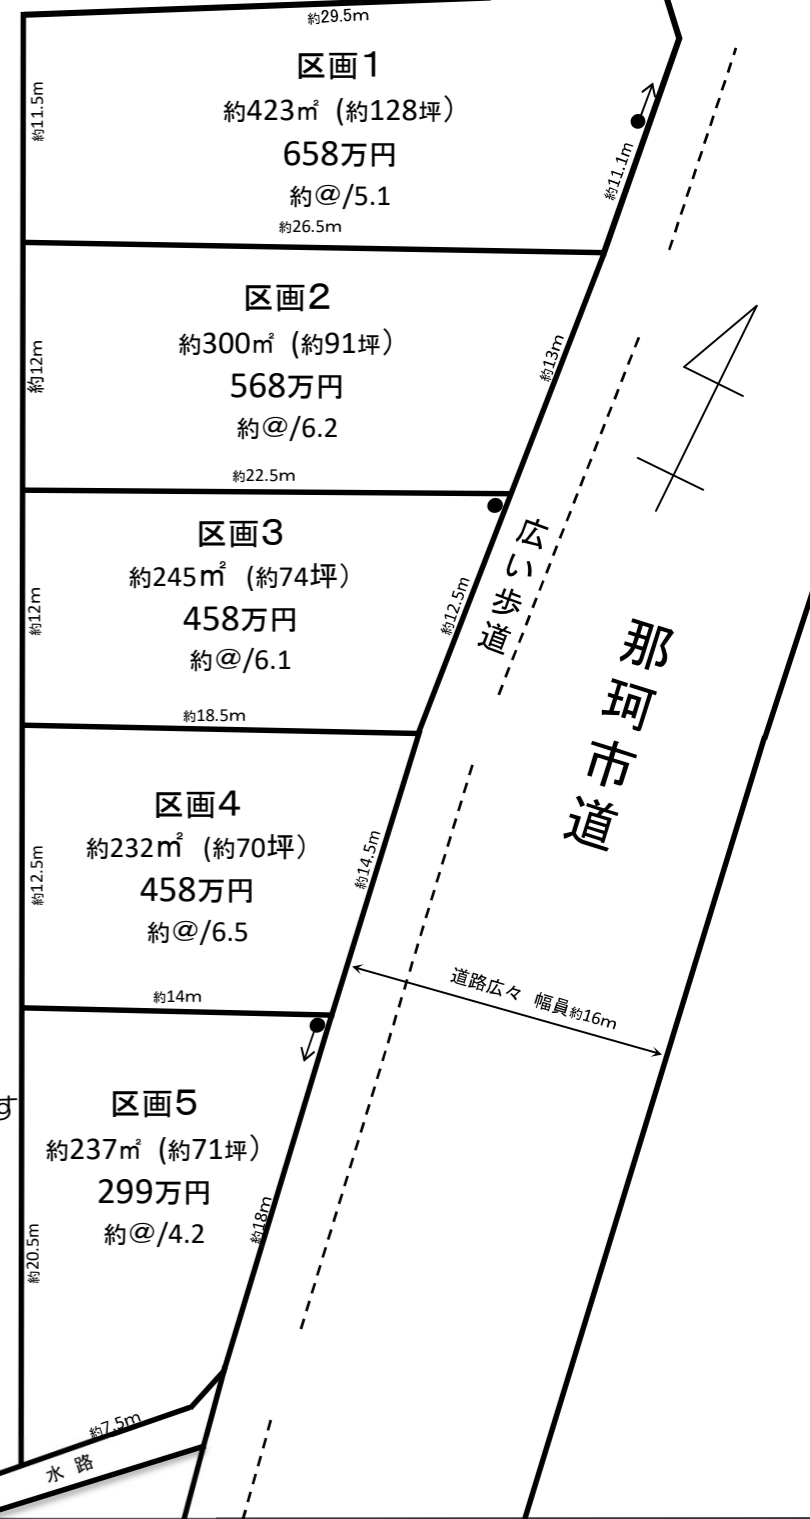 約29.5m
区画1
約11.5m
約423㎡ (約128坪)
658万円
約11.1m
約@/5.1
約26.5m
区画2
約300㎡ (約91坪)
約12m
約13m
568万円
約@/6.2
約22.5m
区画3
広い歩道
約245㎡ (約74坪)
約12m
約12.5m
458万円
約@/6.1
那珂市道
約18.5m
区画4
約232㎡ (約70坪)
約12.5m
約14.5m
458万円
約@/6.5
約14m
道路広々 幅員約16m
区画5
す
約237㎡ (約71坪)
299万円
約18m
約@/4.2
約20.5m
約7.5m
水路